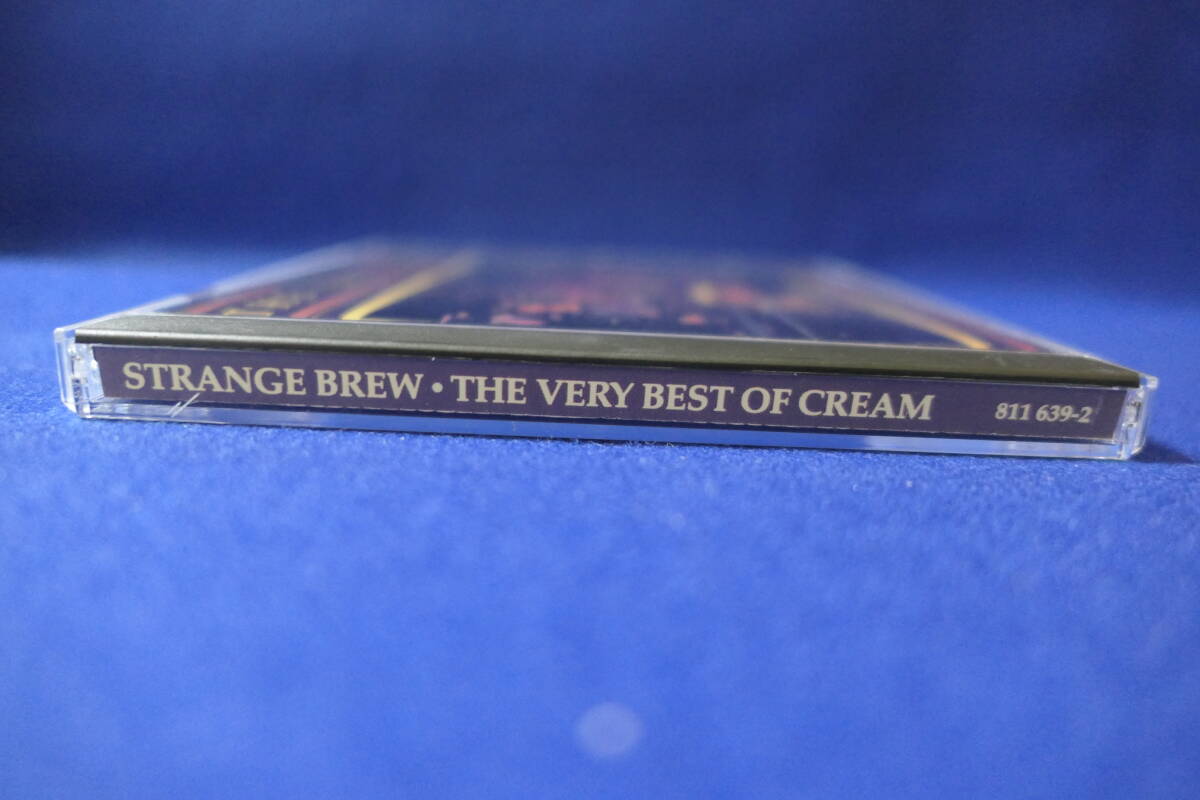 STRANGE BREW • THE VERY BEST OF CREAM 811 639-2